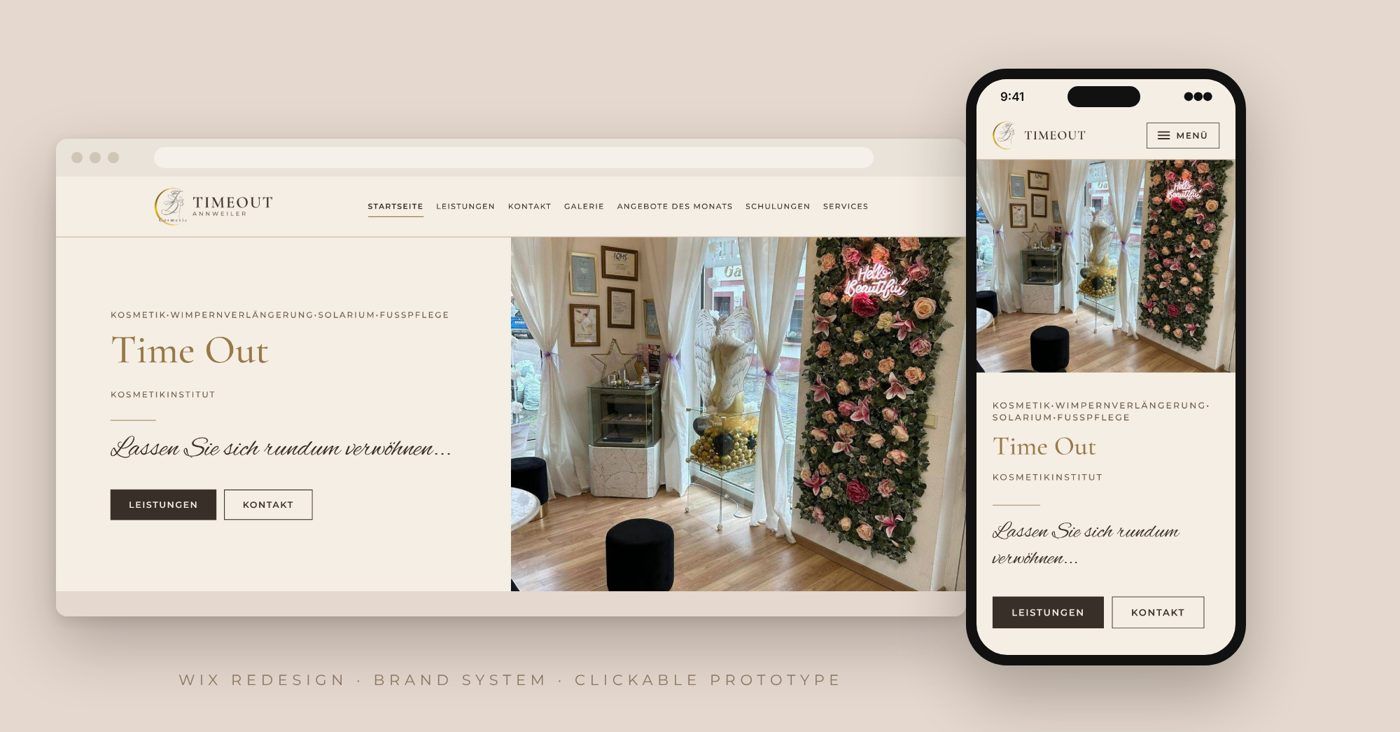 TIMEOUT
ANNWEILER
STARTSEITE LEISTUNGEN KONTAKT GALERIE ANGEBOTE DES MONATS SCHULUNGEN SERVICES
KOSMETIK•WIMPERNVERLÄNGERUNG•SOLARIUM•FUSSPFLEGE
Time Out
KOSMETIKINSTITUT
Lassen Sie sich rundum verwöhnen...
LEISTUNGEN KONTAKT
Hello
Beautiful
9:41
TIMEOUT
MENÜ
Hello
Beautiful
KOSMETIK•WIMPERNVERLÄNGERUNG•
SOLARIUM•FUSSPFLEGE
Time Out
KOSMETIKINSTITUT
Lassen Sie sich rundum
verwöhnen...
LEISTUNGEN KONTAKT
WIX REDESIGN · BRAND SYSTEM · CLICKABLE PROTOTYPE